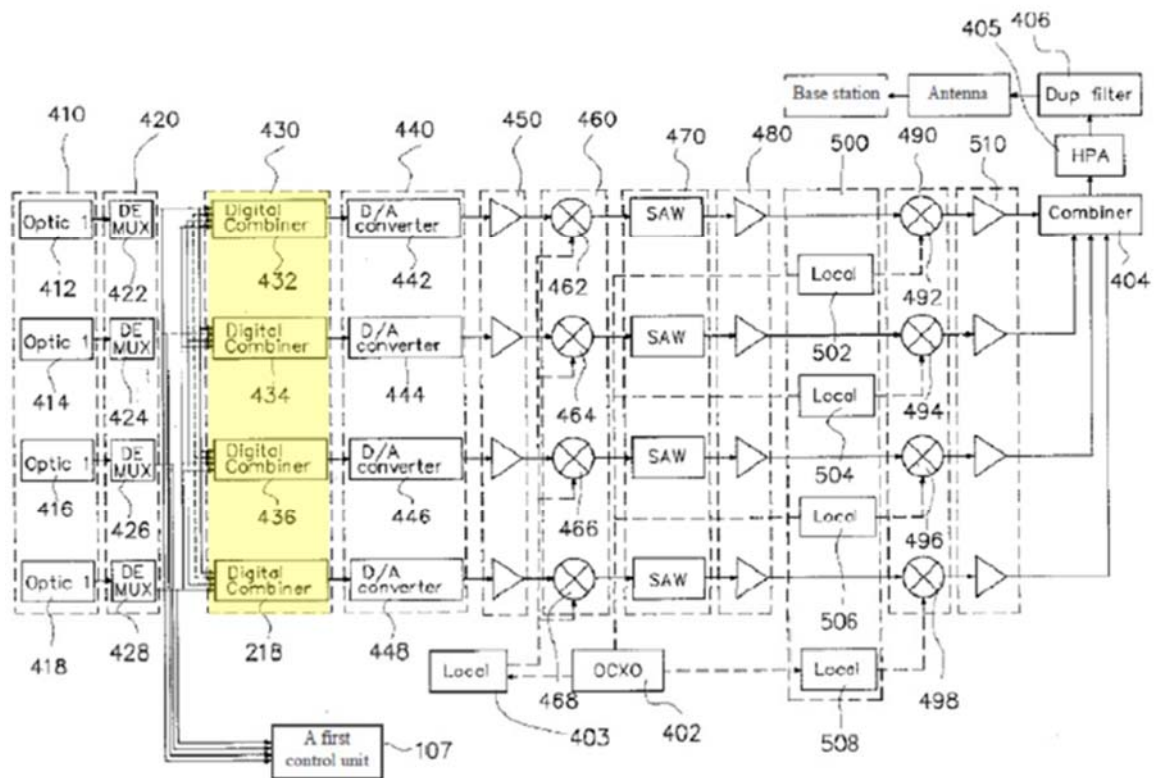 406
405
Base station
Antenna
Dup filter
410
420
430
440
450
460
470
480
500
490
510
HPA
Optic 1
DE
MUX
Digital
Combiner
D/A
converter
SAW
Combiner
412
422
432
442
462
Local
492
404
502
Optic 1
DE
MUX
Digital
Combiner
D/A
converter
SAW
414
424
434
444
464
Local
494
504
Optic 1
DE
MUX
Digital
Combiner
D/A
converter
SAW
416
426
436
446
466
Local
496
506
Optic 1
DE
MUX
Digital
Combiner
D/A
converter
SAW
418
428
218
448
Local
468
OCXO
Local
498
403
402
508
A first
control unit
107